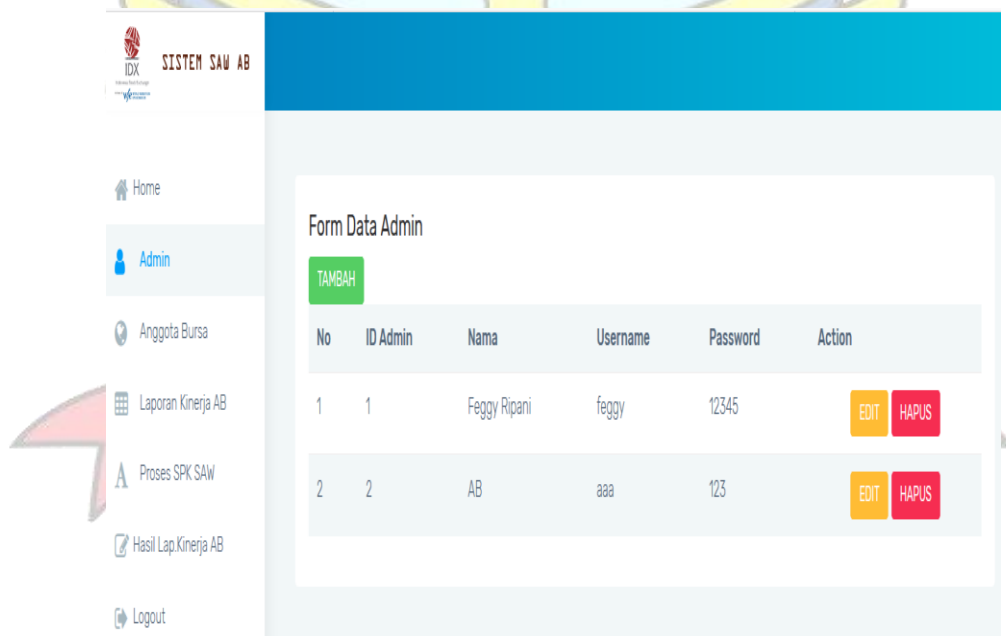 IDX
SISTEM SAW AB
Home
Admin
Anggota Bursa
Laporan Kinerja AB
Proses SPK SAW
Hasil Lap.Kinerja AB
Logout
Form Data Admin
TAMBAH
No ID Admin Nama Username Password Action
1 1 Feggy Ripani feggy 12345 EDIT HAPUS
2 2 AB aaa 123 EDIT HAPUS